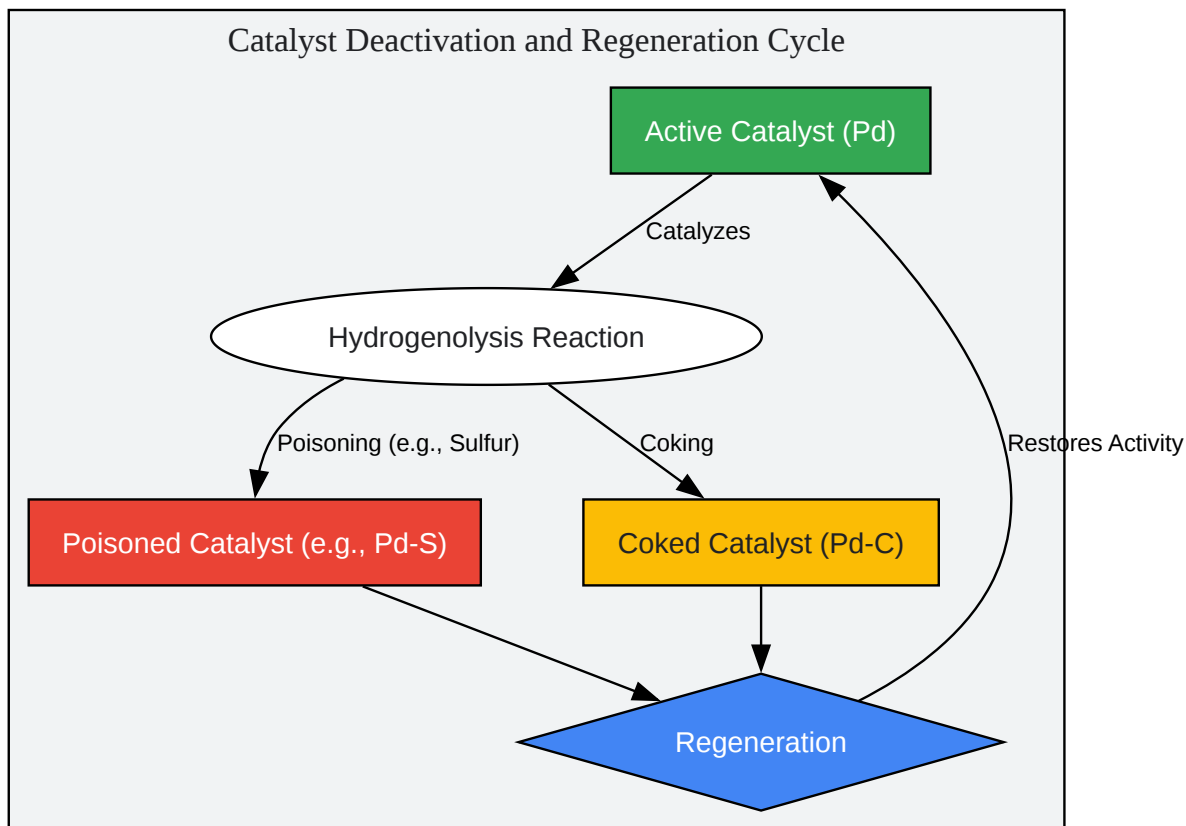 Catalyst Deactivation and Regeneration Cycle
Active Catalyst (Pd)
Catalyzes
Hydrogenolysis Reaction
Poisoning (e.g., Sulfur)
Coking
Restores Activity
Poisoned Catalyst (e.g., Pd-S)
Coked Catalyst (Pd-C)
Regeneration